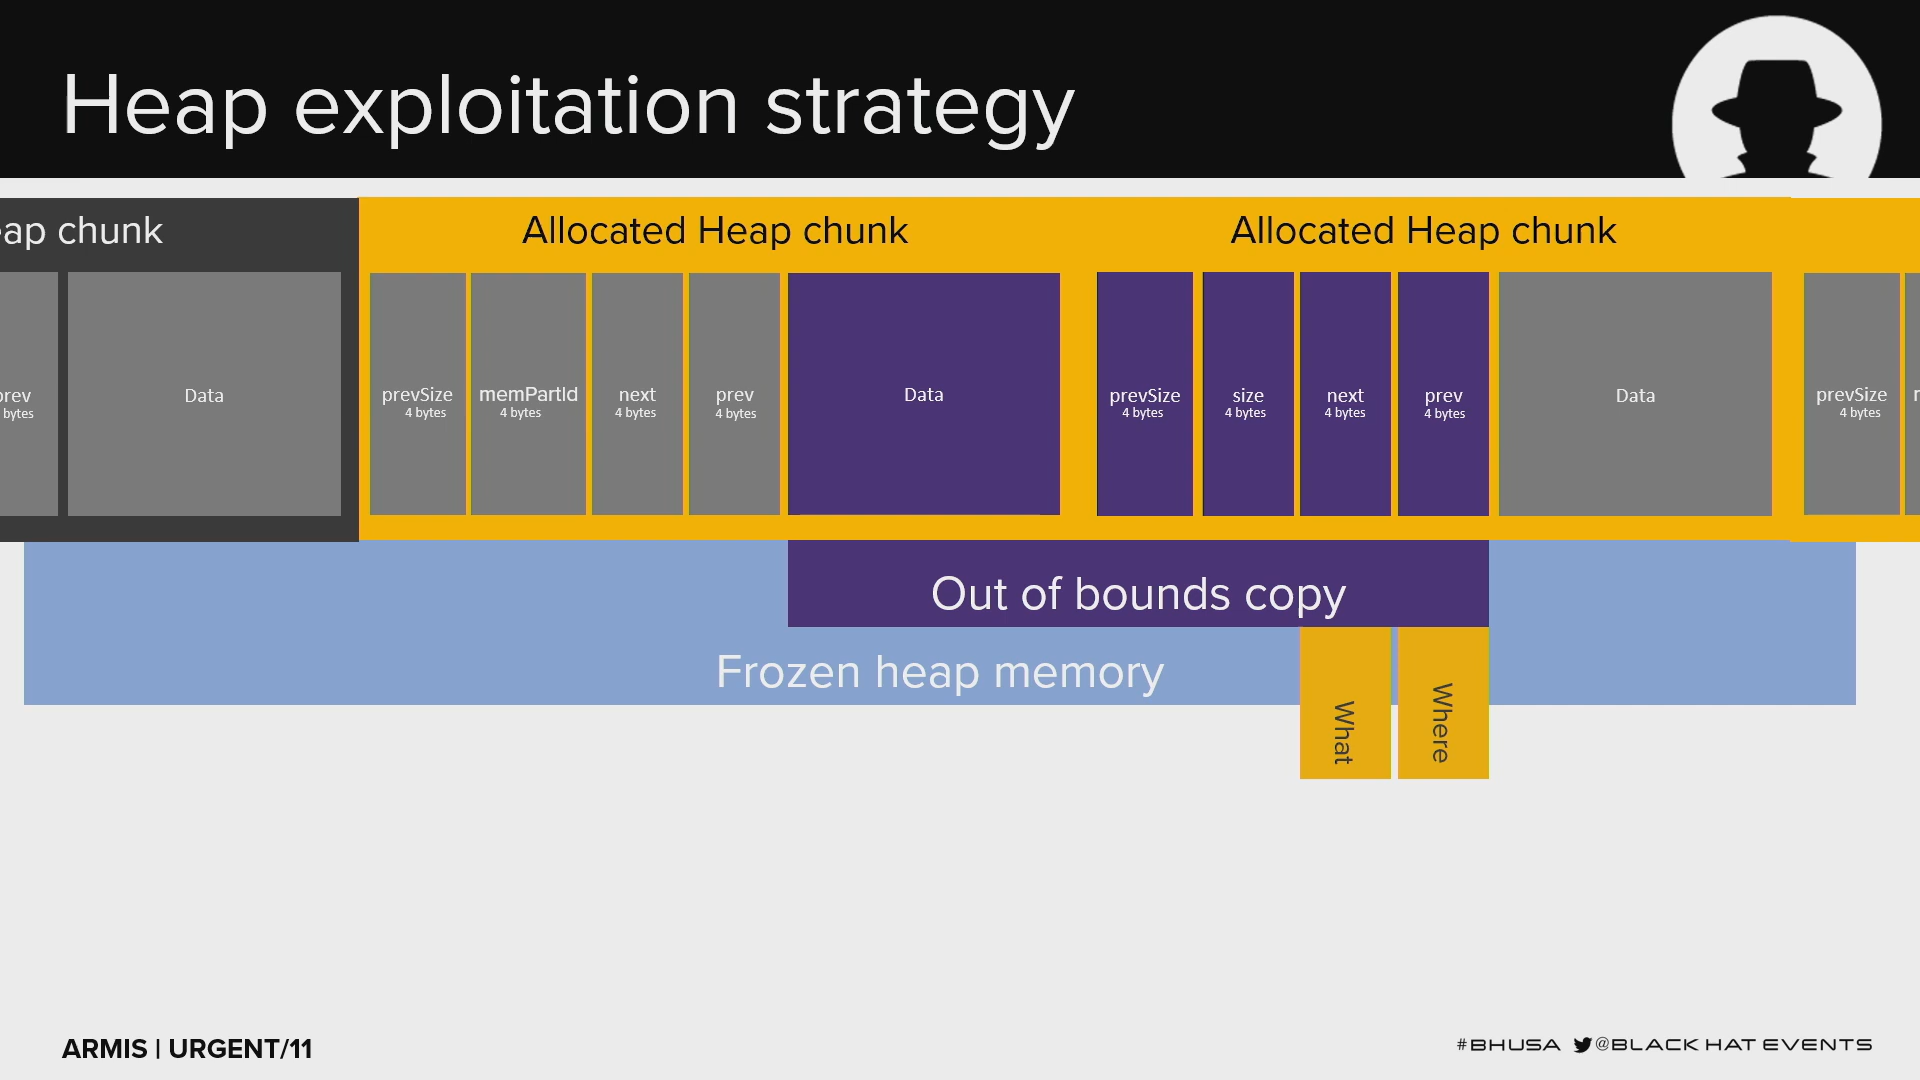 Heap exploitation strategy
ap chunk
Allocated Heap chunk
Allocated Heap chunk
prev
bytes
Data
prevSize
4 bytes
memPartId
4 bytes
next
4 bytes
prev
4 bytes
Data
prevSize
4 bytes
size
4 bytes
next
4 bytes
prev
4 bytes
Data
prevSize
4 bytes
Out of bounds copy
Frozen heap memory
What
Where
ARMIS | URGENT/11
#BHUSA @BLACK HAT EVENTS